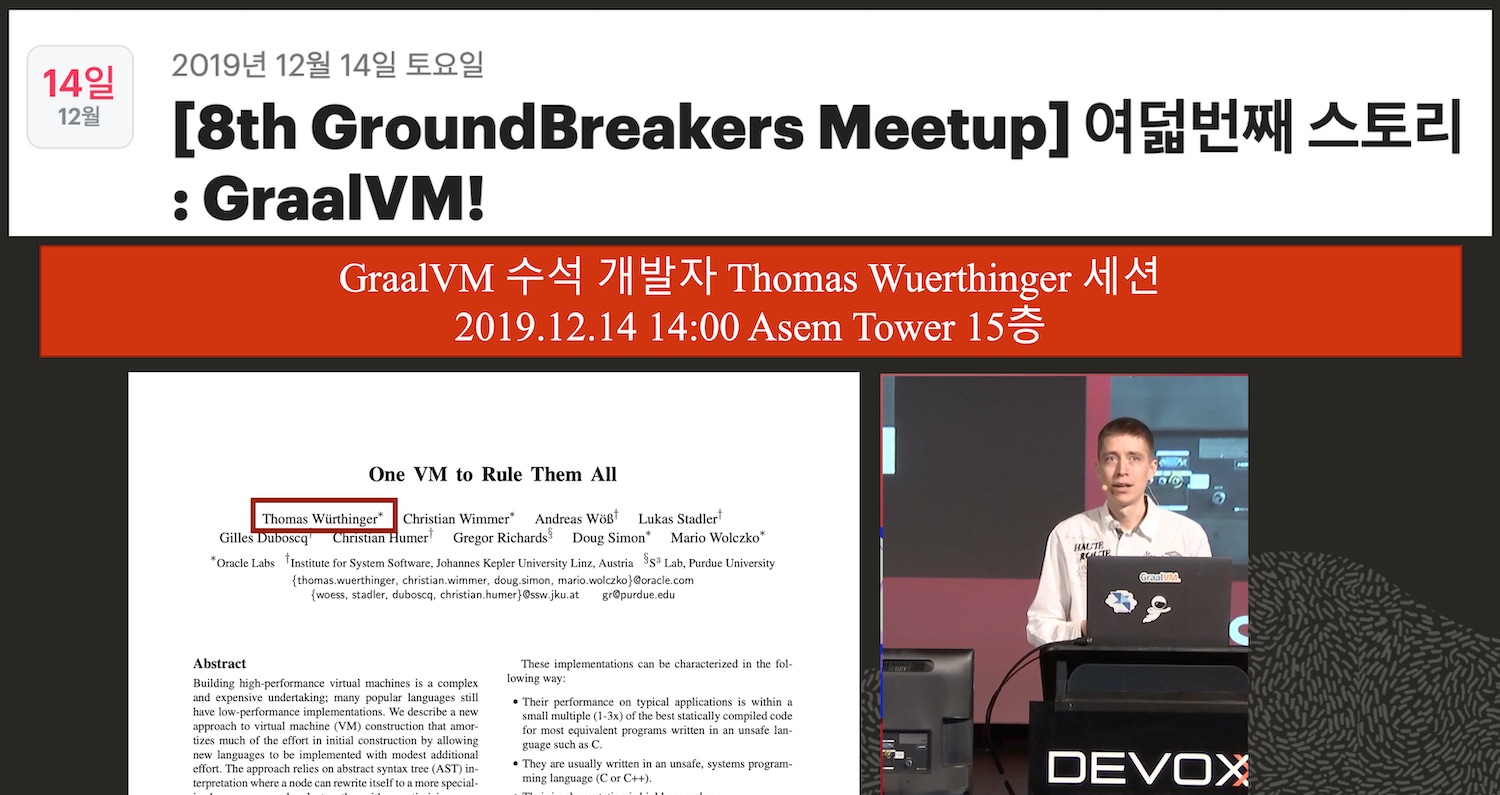 14일
12월
2019년 12월 14일 토요일
[8th GroundBreakers Meetup] 여덟번째 스토리
: GraalVM!
GraalVM 수석 개발자 Thomas Wuerthinger 세션
2019.12.14 14:00 Asem Tower 15층
One VM to Rule Them All
Thomas Würthinger* Christian Wimmer* Andreas Wöß† Lukas Stadler†
Gilles Duboscq† Christian Humer† Gregor Richards§ Doug Simon* Mario Wolczko*
*Oracle Labs †Institute for System Software, Johannes Kepler University Linz, Austria §S³ Lab, Purdue University
{thomas.wuerthinger, christian.wimmer, doug.simon, mario.wolczko}@oracle.com
{woess, stadler, duboscq, christian.humer}@ssw.jku.at gr@purdue.edu
Abstract
Building high-performance virtual machines is a complex
and expensive undertaking; many popular languages still
have low-performance implementations. We describe a new
approach to virtual machine (VM) construction that amor-
tizes much of the effort in initial construction by allowing
new languages to be implemented with modest additional
effort. The approach relies on abstract syntax tree (AST) in-
terpretation where a node can rewrite itself to a more special-
These implementations can be characterized in the fol-
lowing way:
• Their performance on typical applications is within a
small multiple (1-3x) of the best statically compiled code
for most equivalent programs written in an unsafe lan-
guage such as C.
• They are usually written in an unsafe, systems program-
ming language (C or C++).
HAUTE
GraalVM
DEVOXX